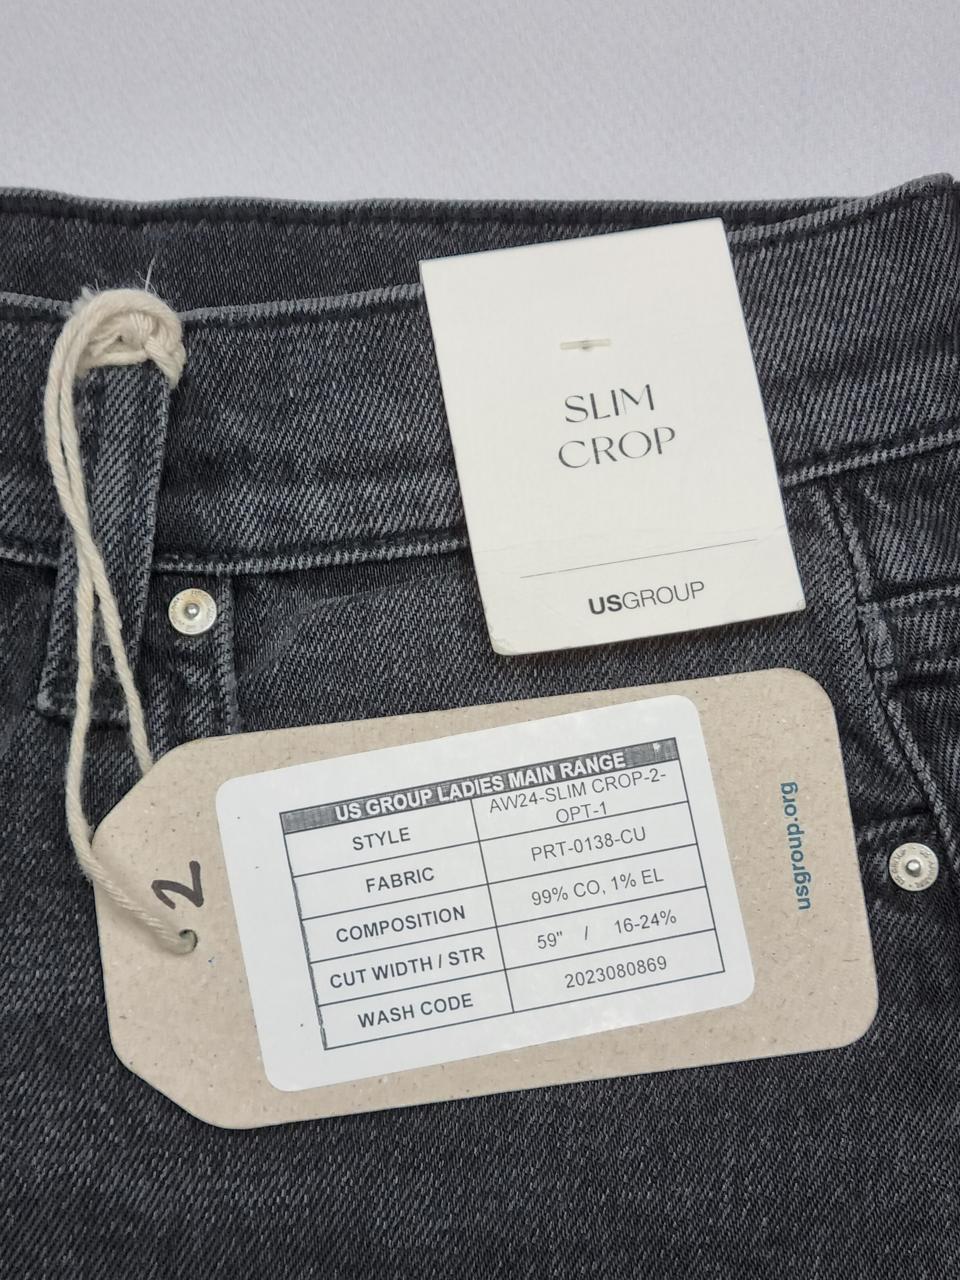 SLIM
CROP
USGROUP
US GROUP LADIES MAIN RANGE
STYLE AW24-SLIM CROP-2-
OPT-1
FABRIC PRT-0138-CU
COMPOSITION 99% CO, 1% EL
CUT WIDTH / STR 59" / 16-24%
WASH CODE 2023080869
2
usgroup.org